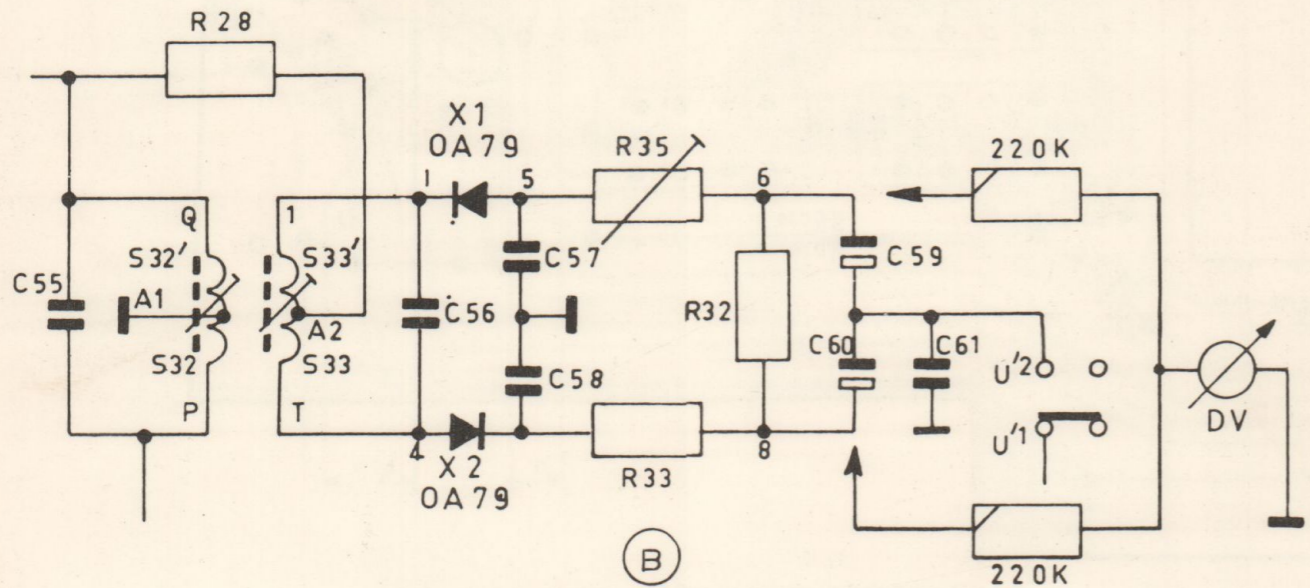 R28
X1
OA79
R35
220K
1
5
6
Q
1
S32'
S33'
C57
C59
C55
A1
C56
R32
A2
C60
C61
S32
S33
C58
U'2
DV
P
T
U'1
4
8
X2
OA79
R33
B
220K